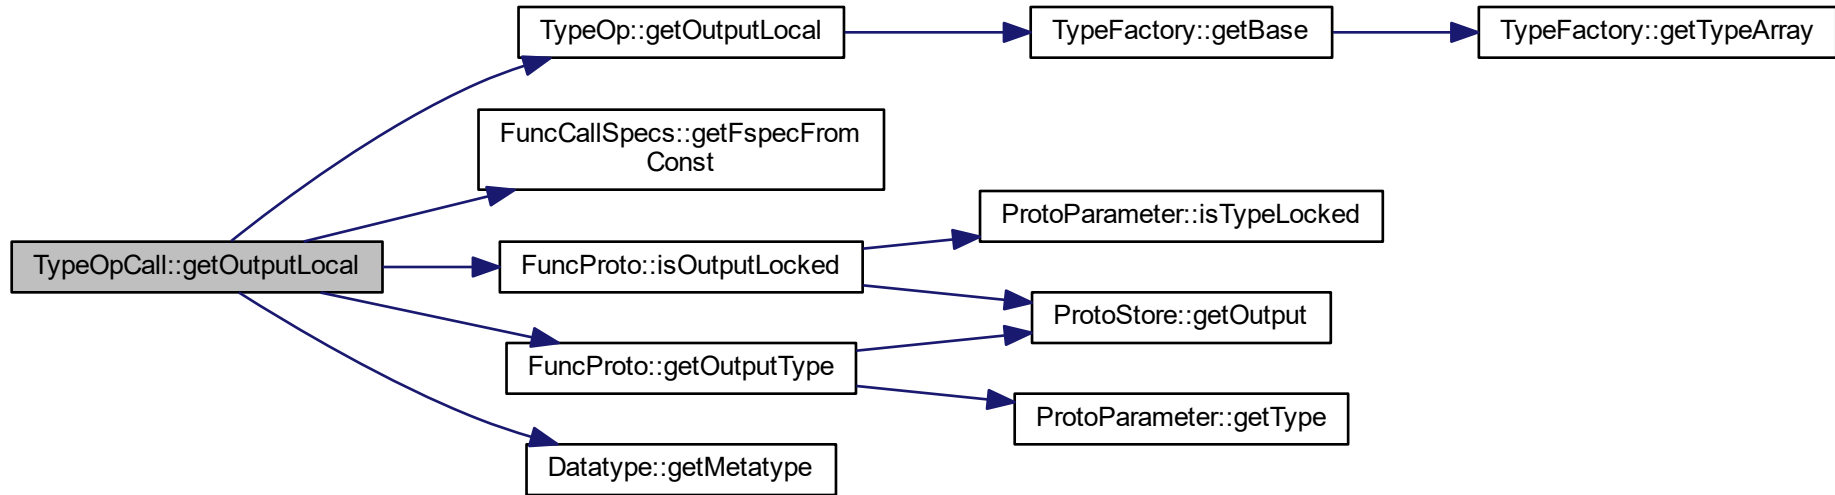 TypeOp::getOutputLocal
TypeFactory::getBase
TypeFactory::getTypeArray
FuncCallSpecs::getFspecFrom
Const
ProtoParameter::isTypeLocked
TypeOpCall::getOutputLocal
FuncProto::isOutputLocked
ProtoStore::getOutput
FuncProto::getOutputType
ProtoParameter::getType
Datatype::getMetatype